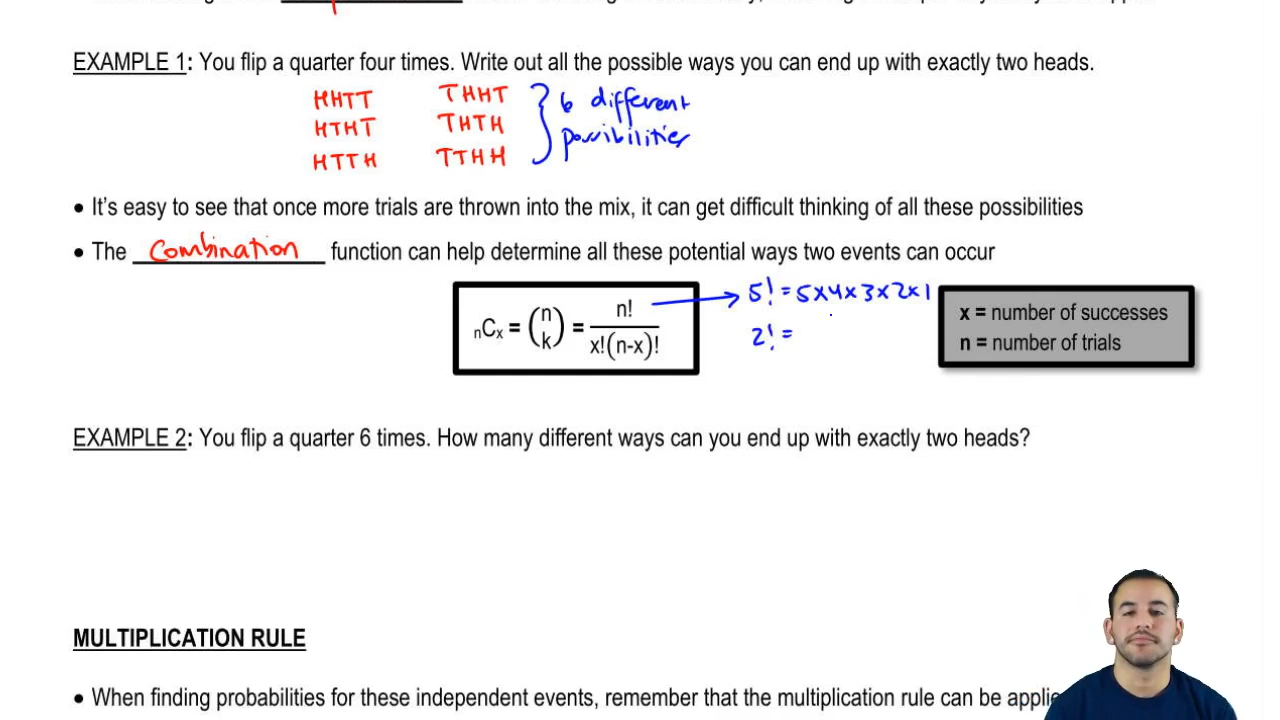 EXAMPLE 1: You flip a quarter four times. Write out all the possible ways you can end up with exactly two heads.
HHTT THHT
HTHT THTH
HTTH TTHH
6 different
possibilities
• It's easy to see that once more trials are thrown into the mix, it can get difficult thinking of all these possibilities
• The Combination function can help determine all these potential ways two events can occur
nCx = (n k) = n! / x!(n-x)!
5! = 5x4x3x2x1
2! =
x = number of successes
n = number of trials
EXAMPLE 2: You flip a quarter 6 times. How many different ways can you end up with exactly two heads?
MULTIPLICATION RULE
• When finding probabilities for these independent events, remember that the multiplication rule can be